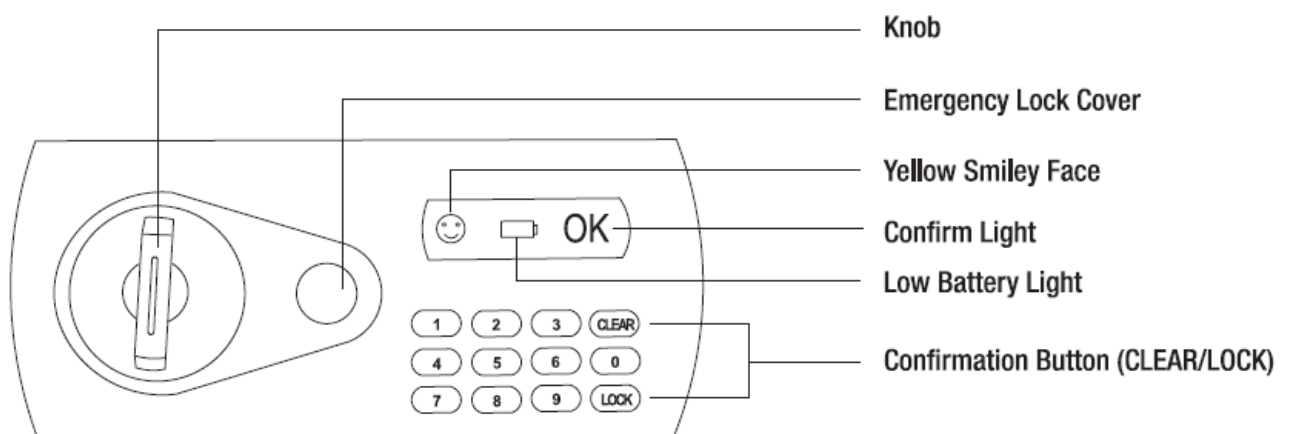 Knob
Emergency Lock Cover
Yellow Smiley Face
OK
Confirm Light
Low Battery Light
1 2 3 CLEAR
4 5 6 0
7 8 9 LOCK
Confirmation Button (CLEAR/LOCK)